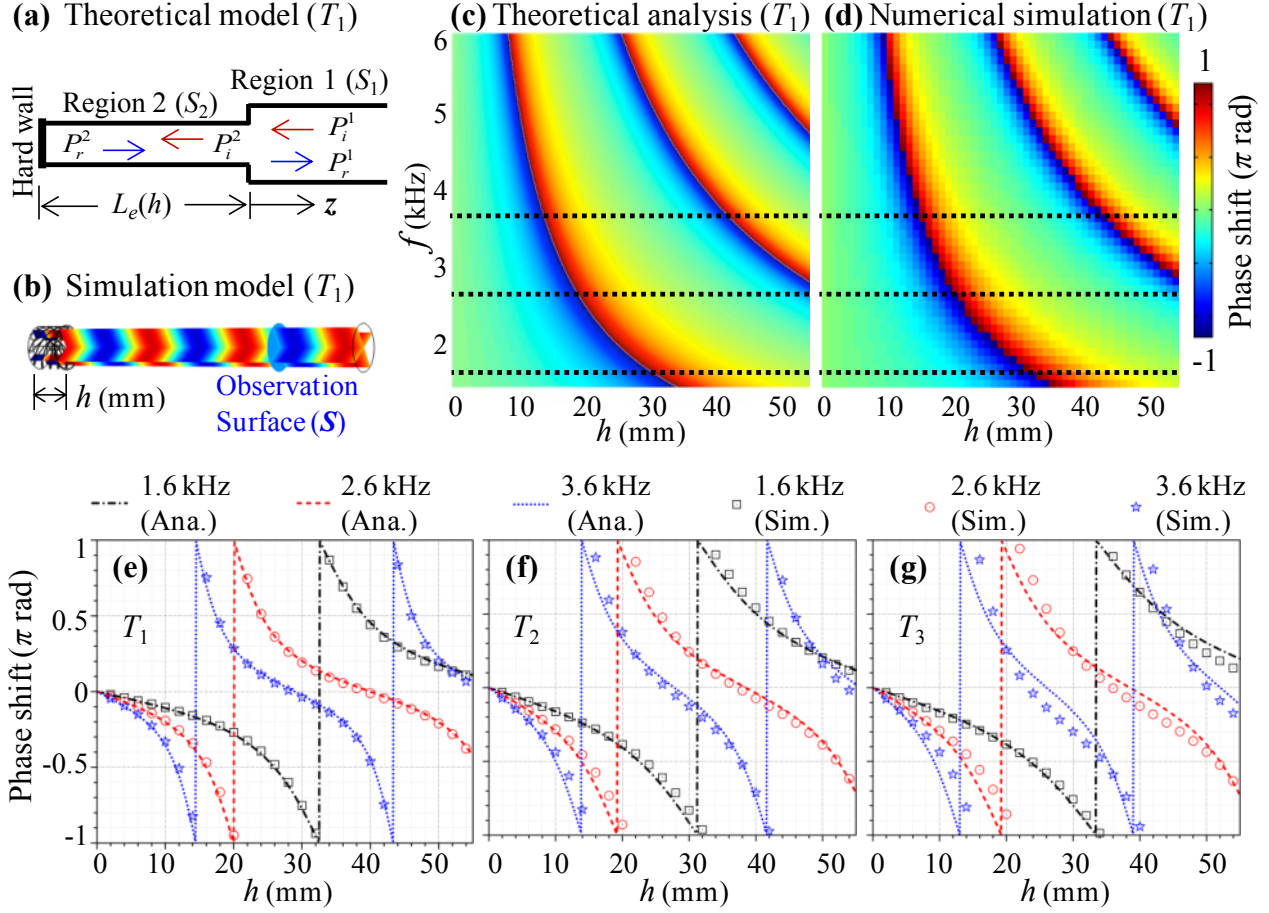 (a) Theoretical model (T₁)
Hard wall
Region 2 (S₂)
Region 1 (S₁)
P_r^2
P_i^2
P_i^1
P_r^1
L_e(h)
z
(b) Simulation model (T₁)
h (mm)
Observation
Surface (S)
(c) Theoretical analysis (T₁)
6
5
4
3
2
f (kHz)
0 10 20 30 40 50
h (mm)
(d) Numerical simulation (T₁)
0 10 20 30 40 50
h (mm)
1
-1
Phase shift (π rad)
1.6 kHz (Ana.)
2.6 kHz (Ana.)
3.6 kHz (Ana.)
1.6 kHz (Sim.)
2.6 kHz (Sim.)
3.6 kHz (Sim.)
Phase shift (π rad)
1
0.5
0
-0.5
-1
(e)
T₁
0 10 20 30 40 50
h (mm)
(f)
T₂
0 10 20 30 40 50
h (mm)
(g)
T₃
0 10 20 30 40 50
h (mm)